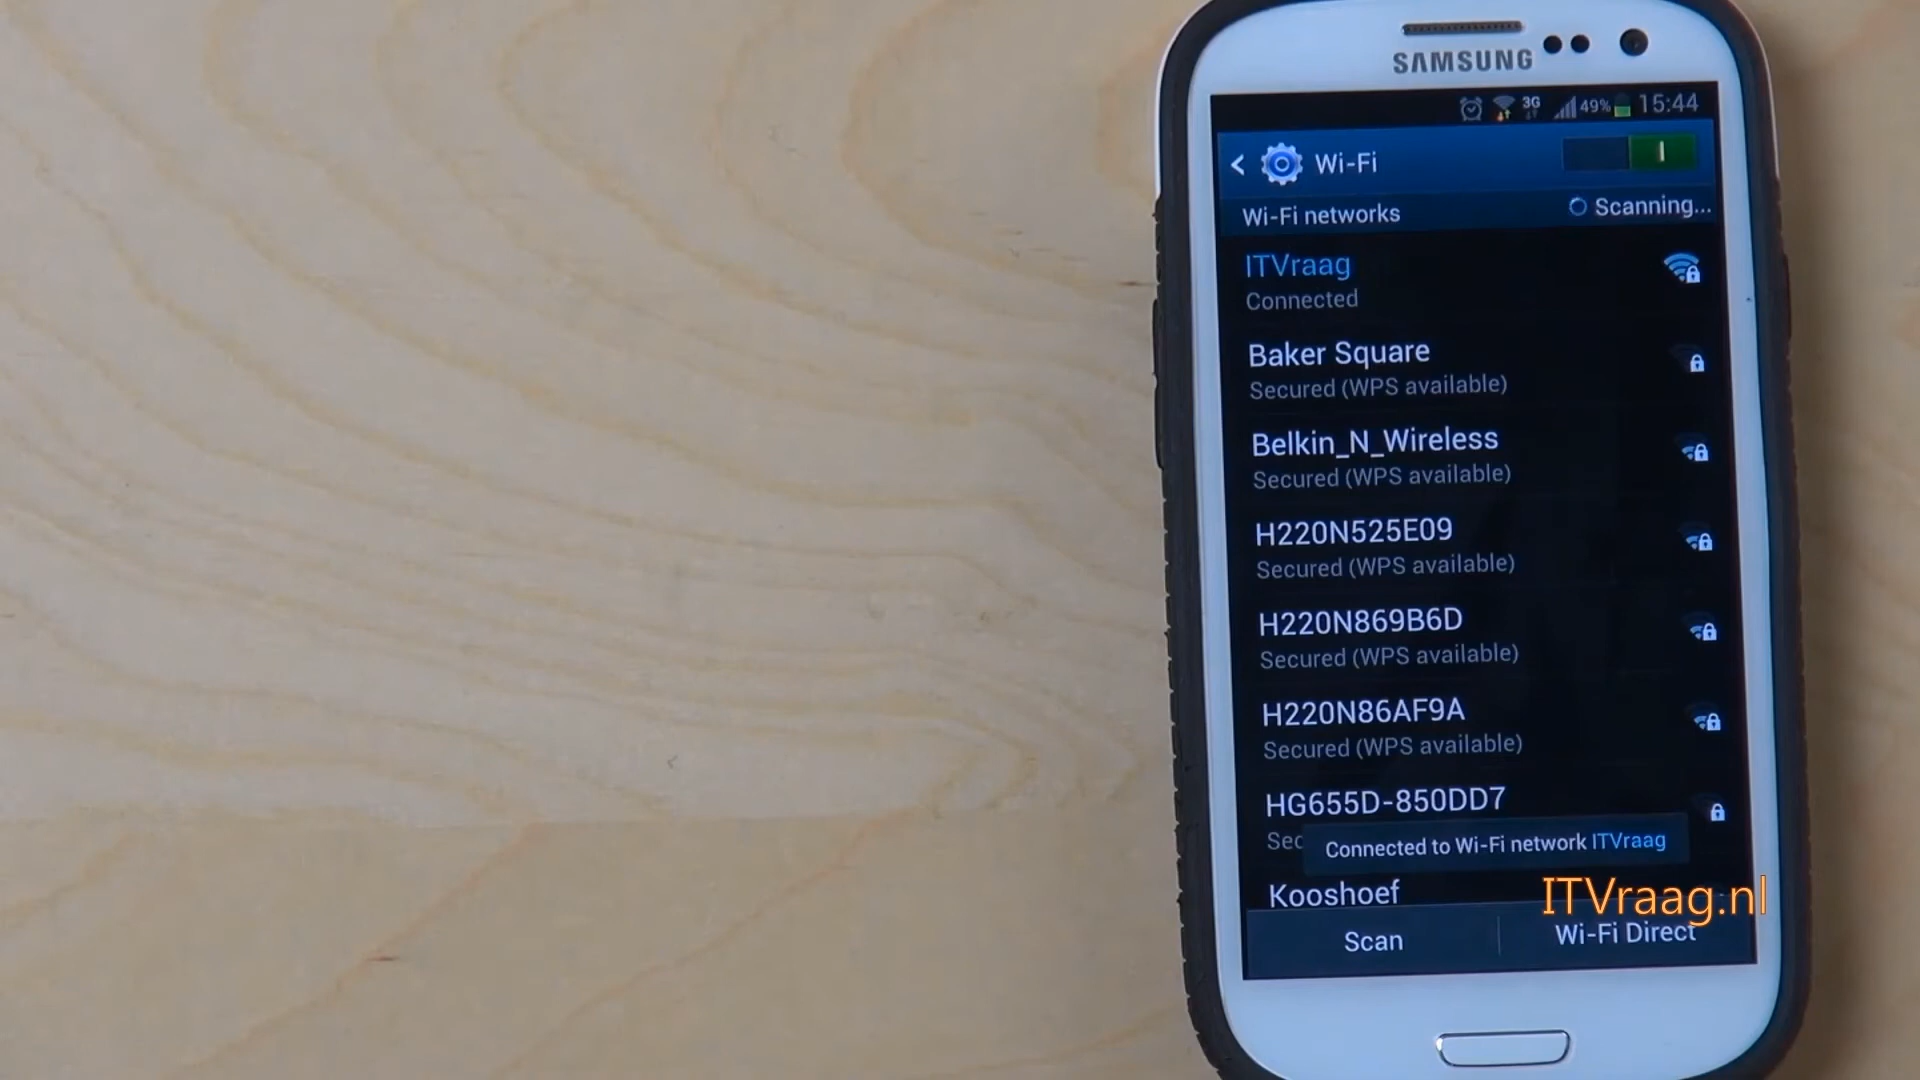 SAMSUNG
3G 49% 15:44
Wi-Fi
Wi-Fi networks Scanning...
ITVraag
Connected
Baker Square
Secured (WPS available)
Belkin_N_Wireless
Secured (WPS available)
H220N525E09
Secured (WPS available)
H220N869B6D
Secured (WPS available)
H220N86AF9A
Secured (WPS available)
HG655D-850DD7
Sec
Connected to Wi-Fi network ITVraag
Kooshoef
ITVraag.nl
Scan Wi-Fi Direct